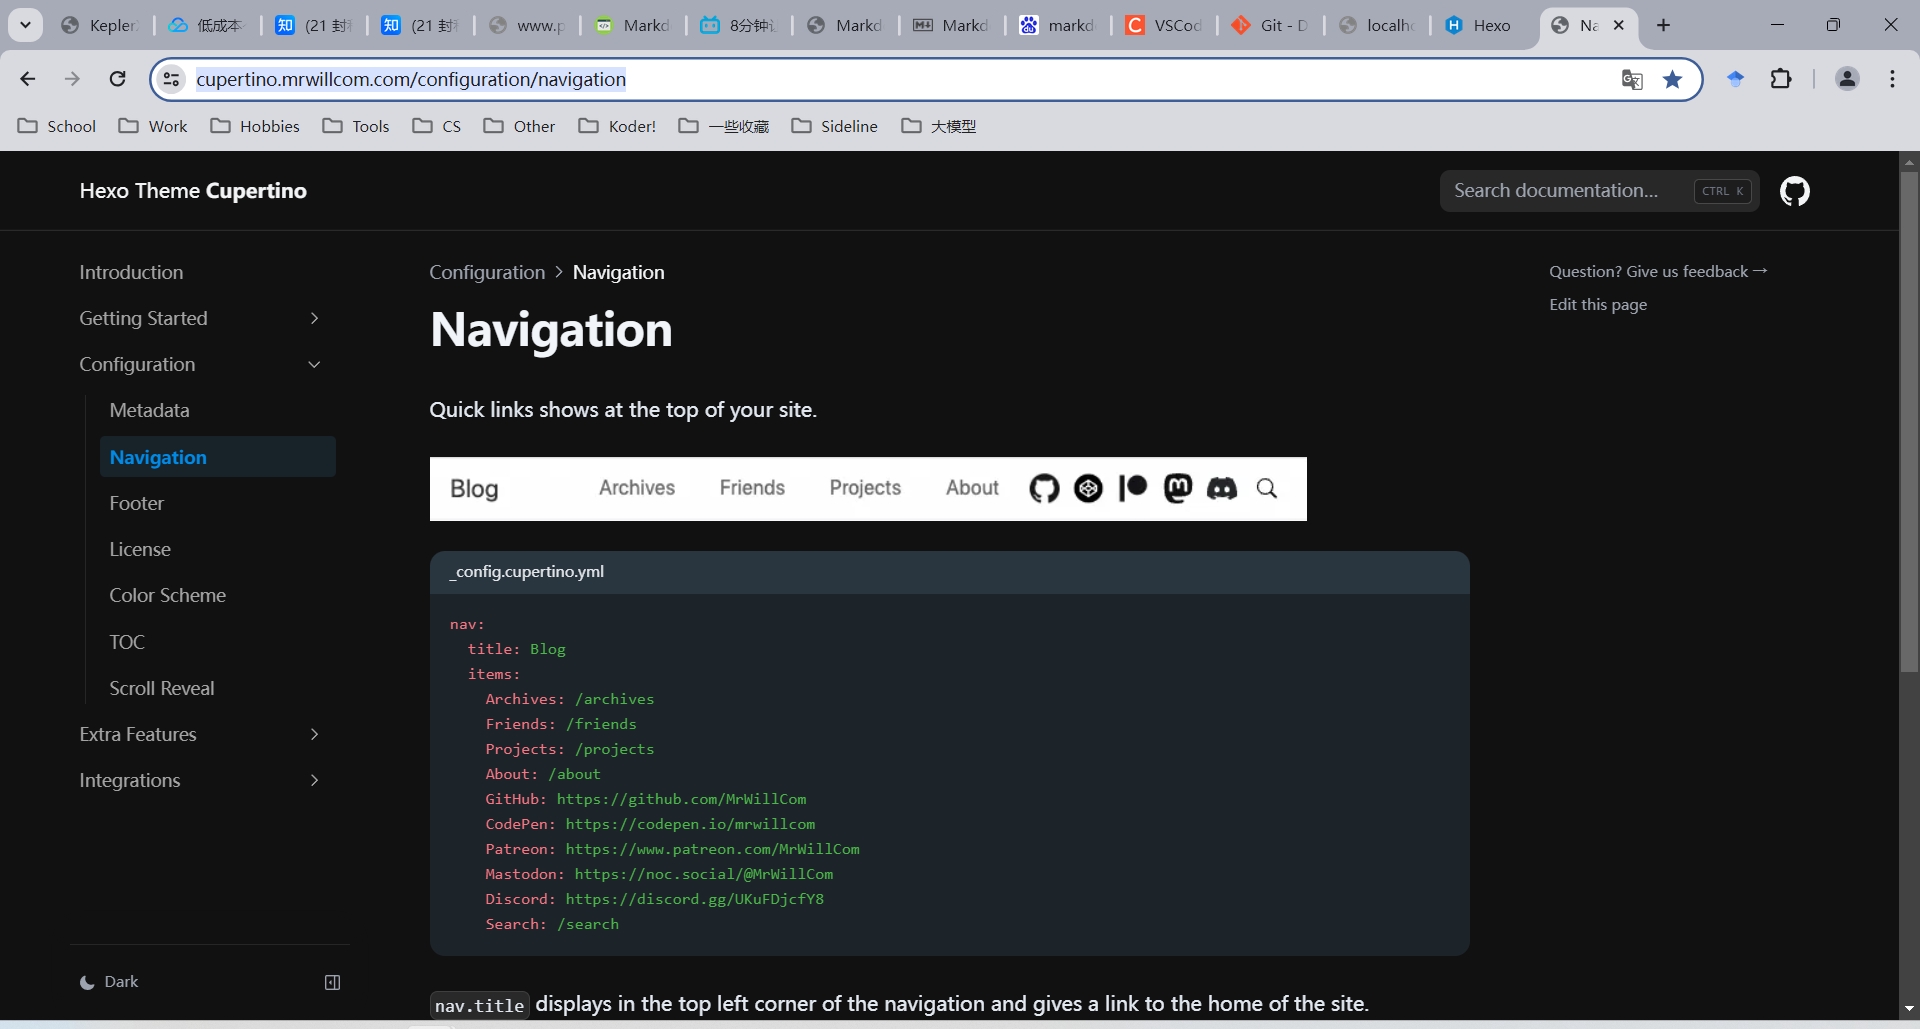 Kepler
低成本
(21 封
(21 封
www.p
Markd
8分钟
Markd
Markd
markd
VSCod
Git - D
localho
Hexo
Na
cupertino.mrwillcom.com/configuration/navigation
School
Work
Hobbies
Tools
CS
Other
Koder!
一些收藏
Sideline
大模型
Hexo Theme Cupertino
Search documentation...
CTRL K
Introduction
Getting Started
Configuration
Metadata
Navigation
Footer
License
Color Scheme
TOC
Scroll Reveal
Extra Features
Integrations
Dark
Configuration > Navigation
Navigation
Quick links shows at the top of your site.
Blog Archives Friends Projects About
_config.cupertino.yml
nav:
title: Blog
items:
Archives: /archives
Friends: /friends
Projects: /projects
About: /about
GitHub: https://github.com/MrWillCom
CodePen: https://codepen.io/mrwillcom
Patreon: https://www.patreon.com/MrWillCom
Mastodon: https://noc.social/@MrWillCom
Discord: https://discord.gg/UKuFDjcfY8
Search: /search
nav.title displays in the top left corner of the navigation and gives a link to the home of the site.
Question? Give us feedback →
Edit this page